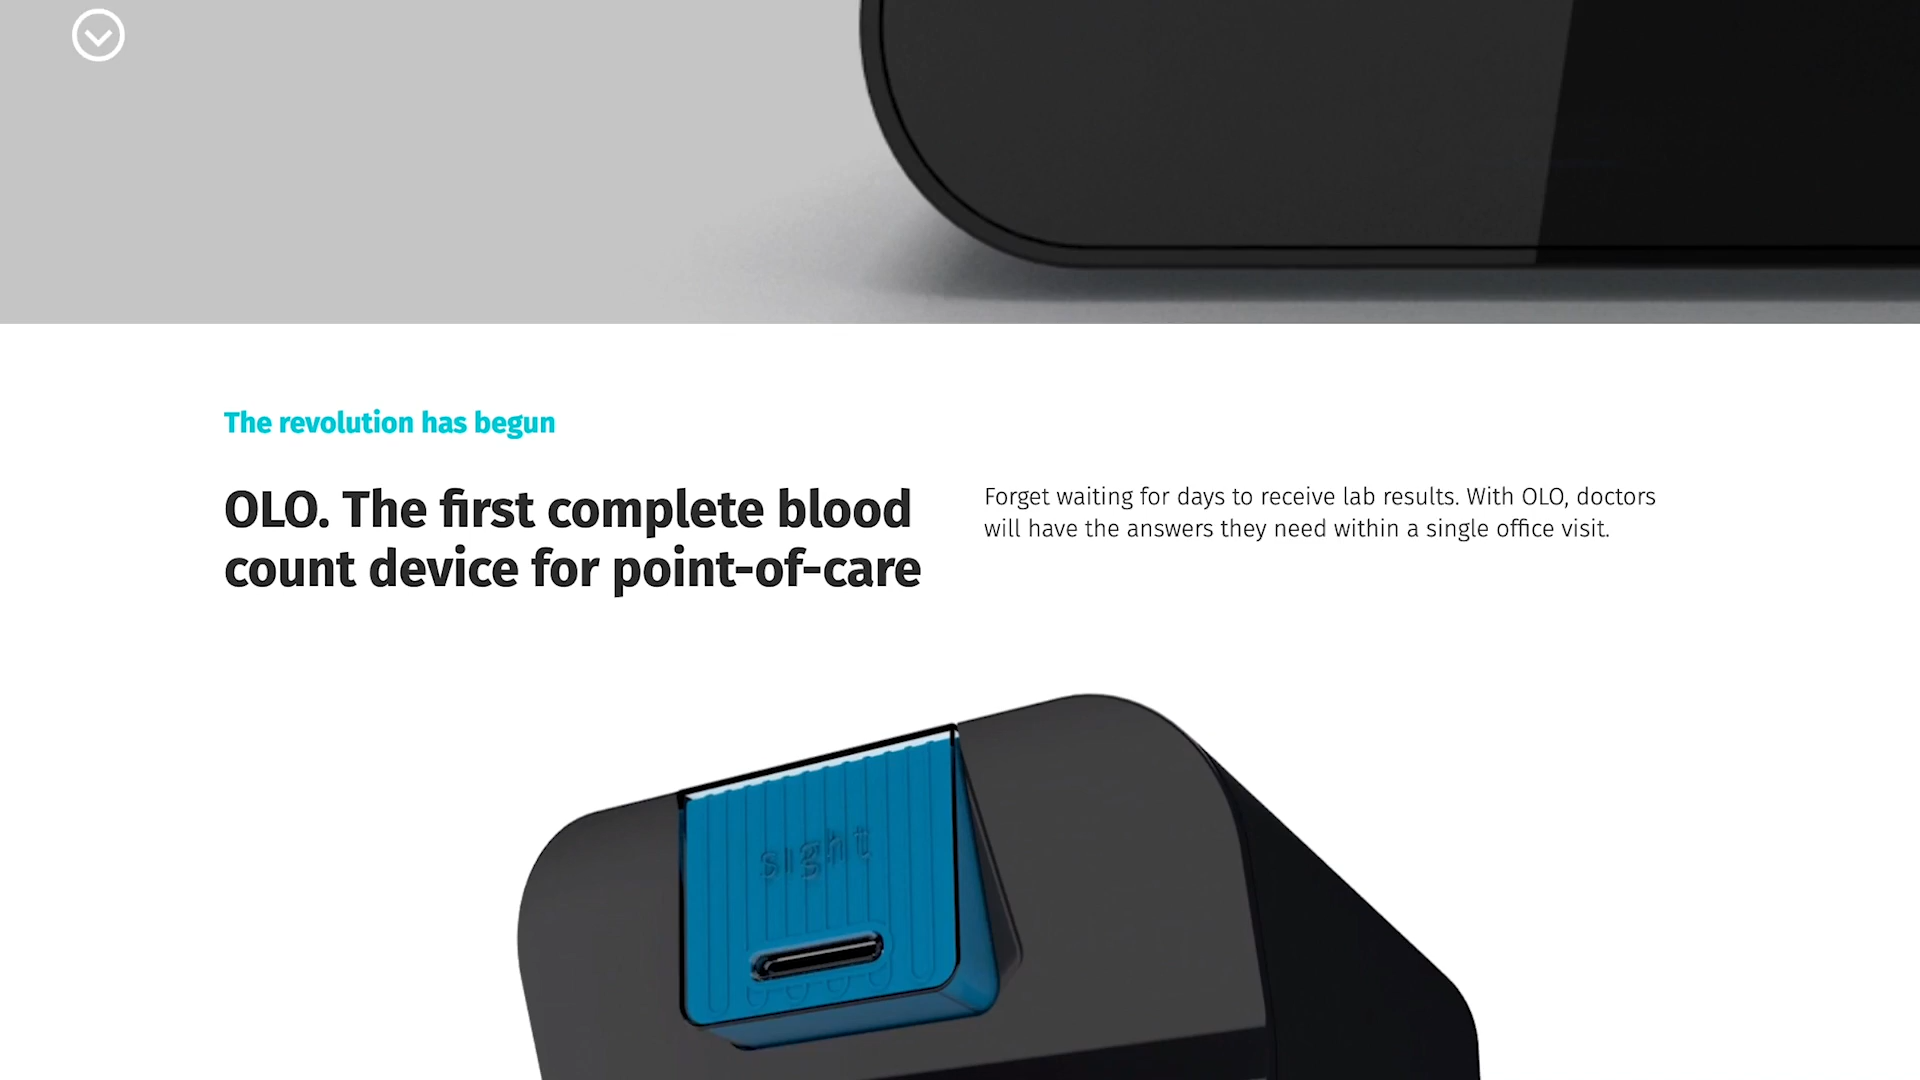 The revolution has begun
OLO. The first complete blood
count device for point-of-care
Forget waiting for days to receive lab results. With OLO, doctors
will have the answers they need within a single office visit.
sight